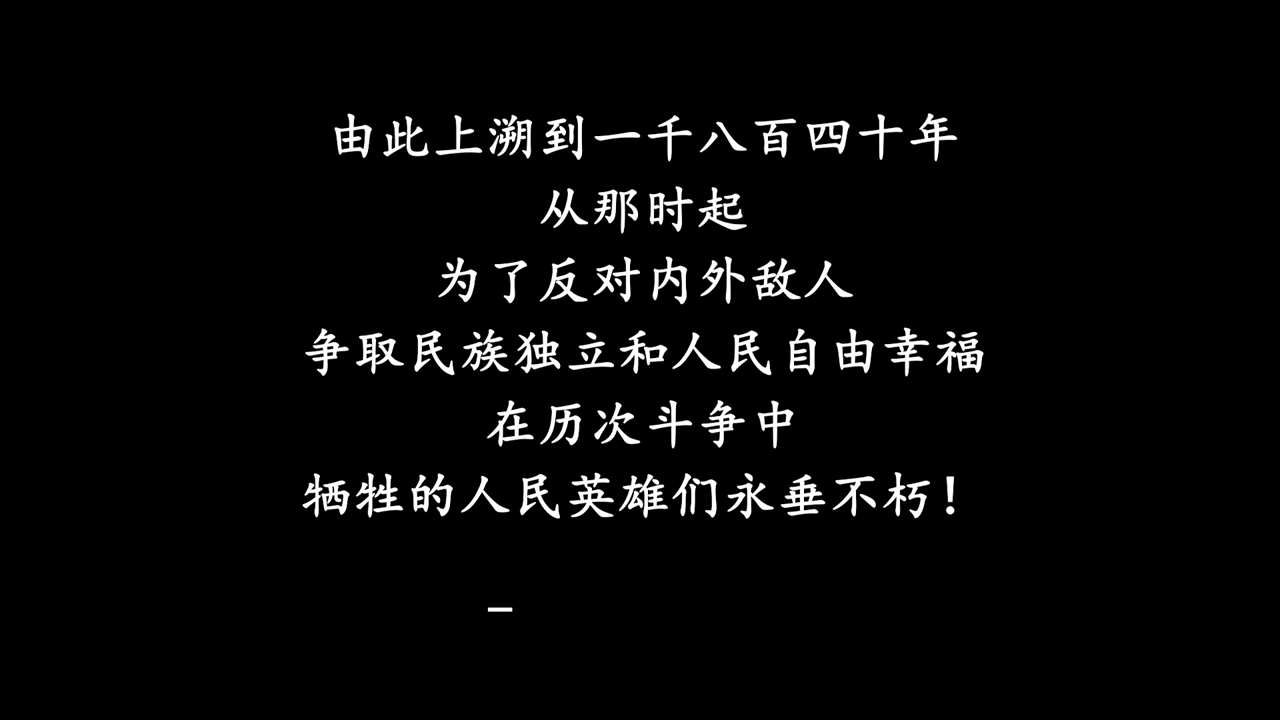 由此上溯到一千八百四十年
从那时起
为了反对内外敌人
争取民族独立和人民自由幸福
在历次斗争中
牺牲的人民英雄们永垂不朽！
–